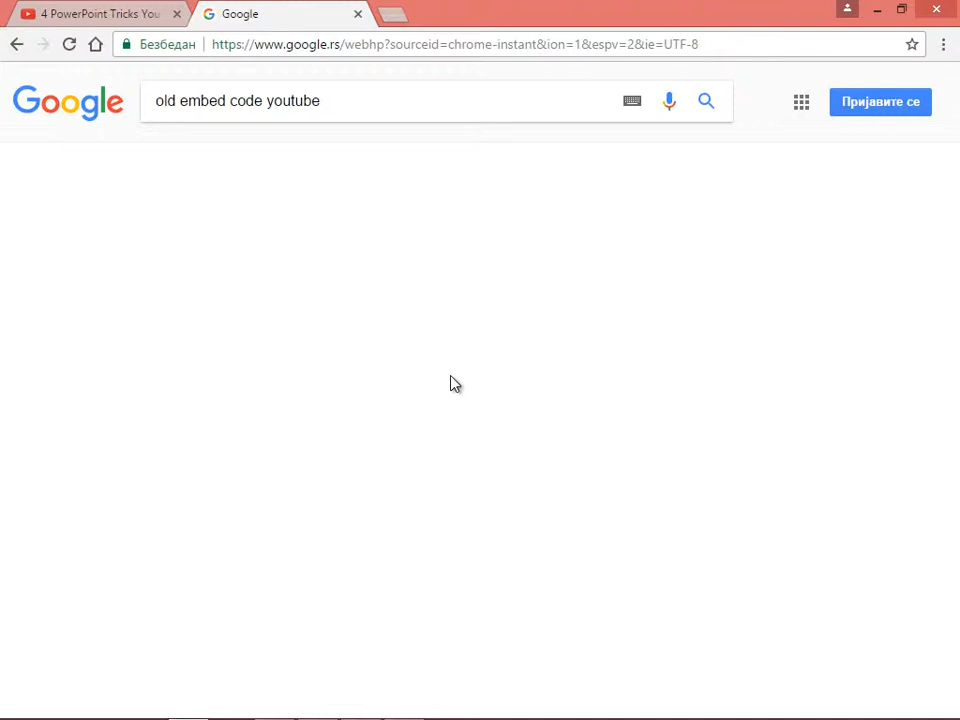 4 PowerPoint Tricks You
Google
Безбедан
https://www.google.rs/webhp?sourceid=chrome-instant&ion=1&espv=2&ie=UTF-8
Google
old embed code youtube
Пријавите се